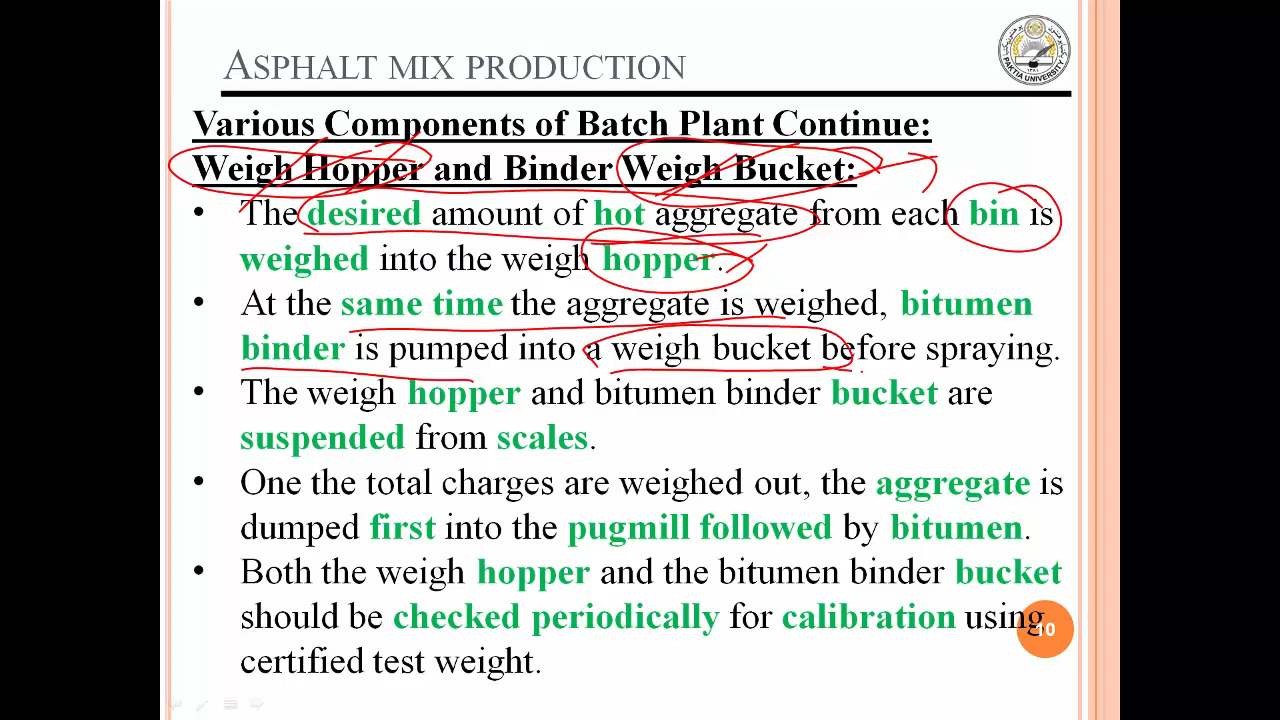 ASPHALT MIX PRODUCTION
PAKTIA UNIVERSITY
Various Components of Batch Plant Continue:
Weigh Hopper and Binder Weigh Bucket:
• The desired amount of hot aggregate from each bin is
weighed into the weigh hopper.
• At the same time the aggregate is weighed, bitumen
binder is pumped into a weigh bucket before spraying.
• The weigh hopper and bitumen binder bucket are
suspended from scales.
• One the total charges are weighed out, the aggregate is
dumped first into the pugmill followed by bitumen.
• Both the weigh hopper and the bitumen binder bucket
should be checked periodically for calibration using
certified test weight.
10